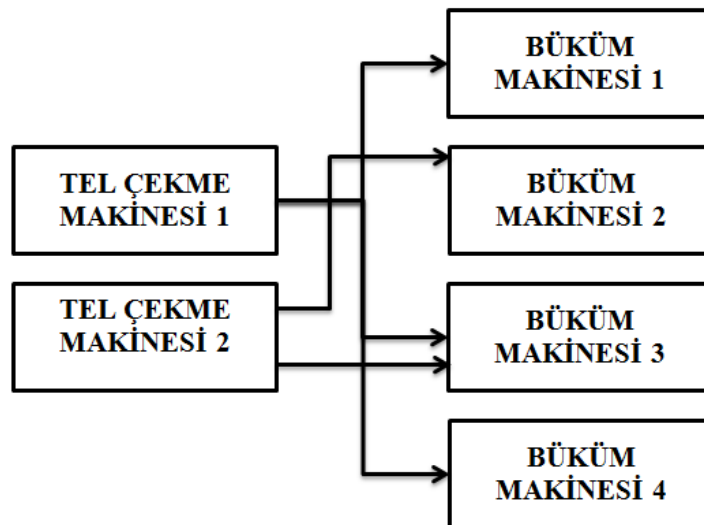 TEL ÇEKME
MAKİNESİ 1
TEL ÇEKME
MAKİNESİ 2
BÜKÜM
MAKİNESİ 1
BÜKÜM
MAKİNESİ 2
BÜKÜM
MAKİNESİ 3
BÜKÜM
MAKİNESİ 4